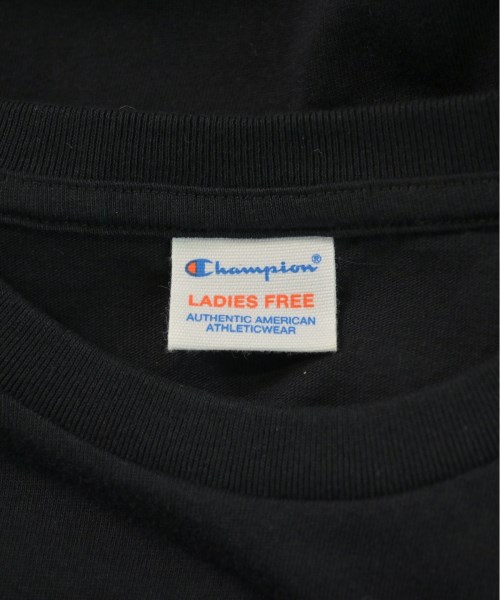 Champion®
LADIES FREE
AUTHENTIC AMERICAN
ATHLETICWEAR